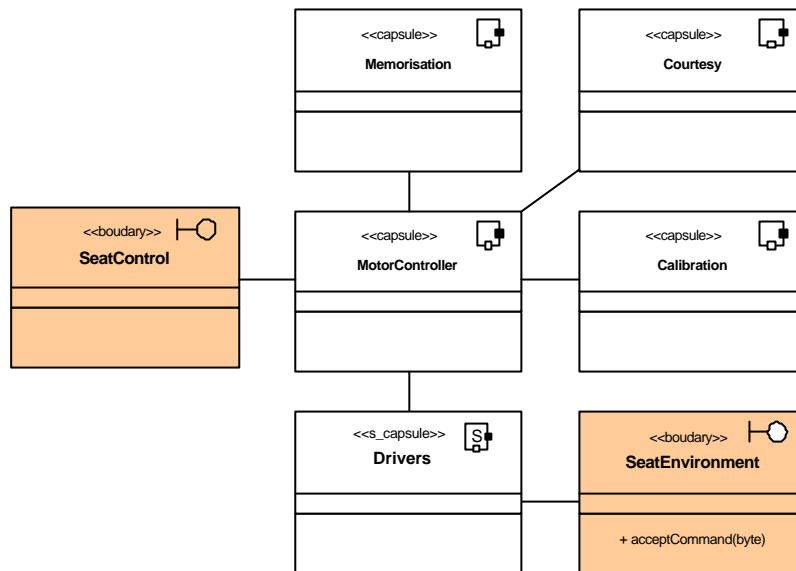 <<capsule>>
Memorisation
<<capsule>>
Courtesy
<<boudary>>
SeatControl
<<capsule>>
MotorController
<<capsule>>
Calibration
<<s_capsule>>
S
Drivers
<<boudary>>
SeatEnvironment
+ acceptCommand(byte)